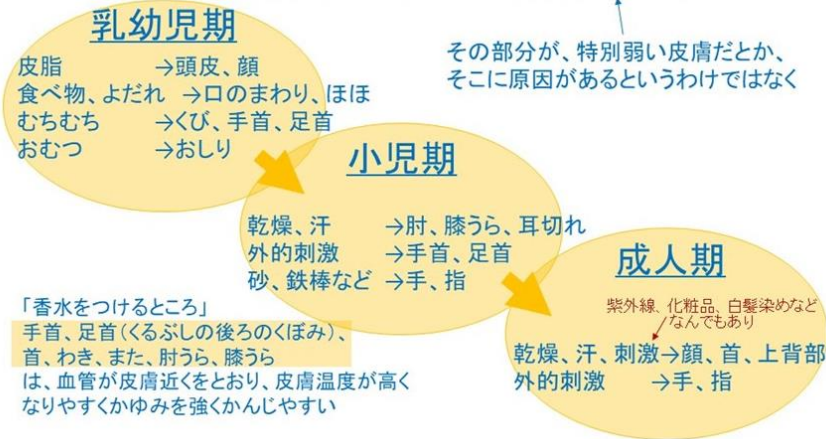 乳幼児期
皮脂 →頭皮、顔
食べ物、よだれ →口のまわり、ほほ
むちむち →くび、手首、足首
おむつ →おしり
その部分が、特別弱い皮膚だとか、
そこに原因があるというわけではなく
小児期
乾燥、汗 →肘、膝うら、耳切れ
外的刺激 →手首、足首
砂、鉄棒など →手、指
成人期
紫外線、化粧品、白髪染めなど
なんでもあり
乾燥、汗、刺激→顔、首、上背部
外的刺激 →手、指
「香水をつけるところ」
手首、足首(くるぶしの後ろのくぼみ)、
首、わき、また、肘うら、膝うら
は、血管が皮膚近くをとおり、皮膚温度が高く
なりやすくかゆみを強くかんじやすい